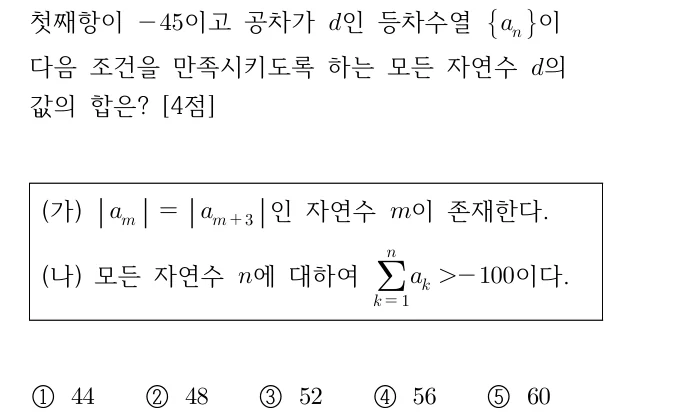 첫째항이 −45이고 공차가 d인 등차수열 {aₙ}이
다음 조건을 만족시키도록 하는 모든 자연수 d의
값의 합은? [4점]
(가) |aₘ| = |aₘ₊₃|인 자연수 m이 존재한다.
(나) 모든 자연수 n에 대하여 ∑_{k=1}^{n} aₖ >−100이다.
① 44 ② 48 ③ 52 ④ 56 ⑤ 60